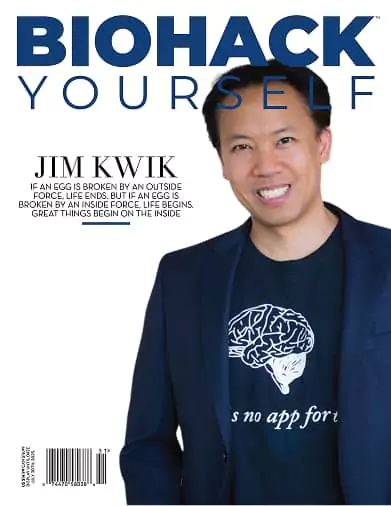 BIOHACK
YOURSELF
JIM KWIK
IF AN EGG IS BROKEN BY AN OUTSIDE
FORCE, LIFE ENDS. BUT IF AN EGG IS
BROKEN BY AN INSIDE FORCE, LIFE BEGINS.
GREAT THINGS BEGIN ON THE INSIDE
s no app for t